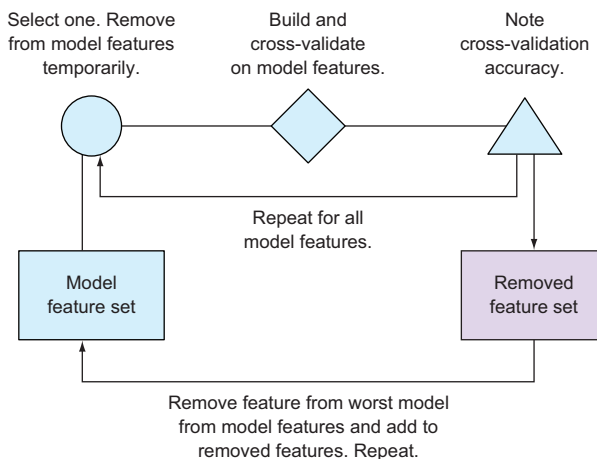 Select one. Remove
from model features
temporarily.
Build and
cross-validate
on model features.
Note
cross-validation
accuracy.
Repeat for all
model features.
Model
feature set
Removed
feature set
Remove feature from worst model
from model features and add to
removed features. Repeat.